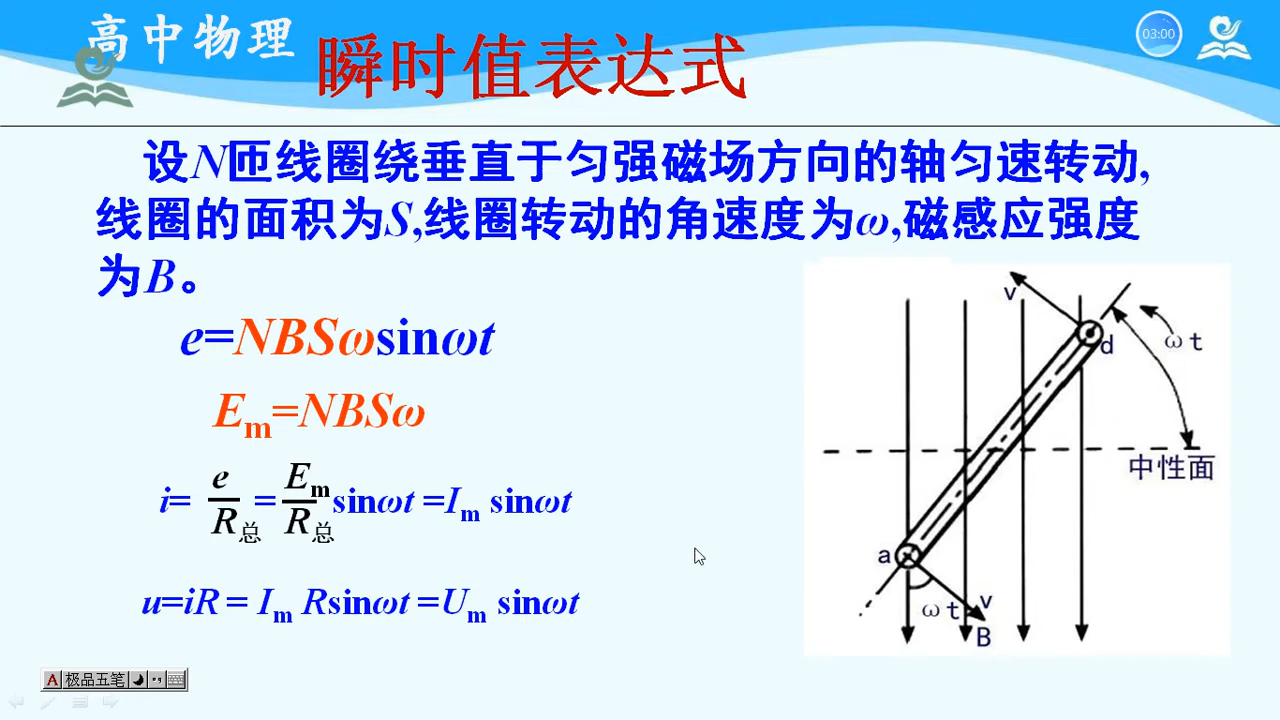 高中物理
瞬时值表达式
03:00
设N匝线圈绕垂直于匀强磁场方向的轴匀速转动,
线圈的面积为S,线圈转动的角速度为ω,磁感应强度
为B。
e=NBSωsinωt
Em=NBSω
i= e/R总 = Em/R总 sinωt =Im sinωt
u=iR = Im Rsinωt =Um sinωt
v
d
ωt
中性面
a
ωt
v
B
A 极品五笔